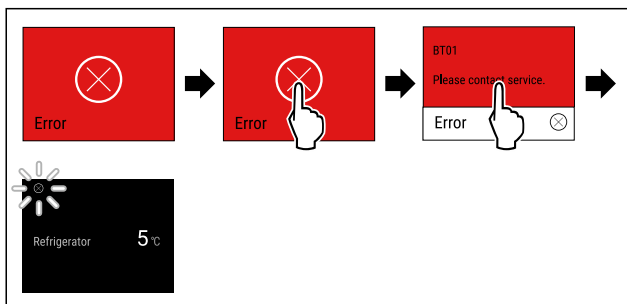 Error
Error
BT01
Please contact service.
Error
Refrigerator 5 °C